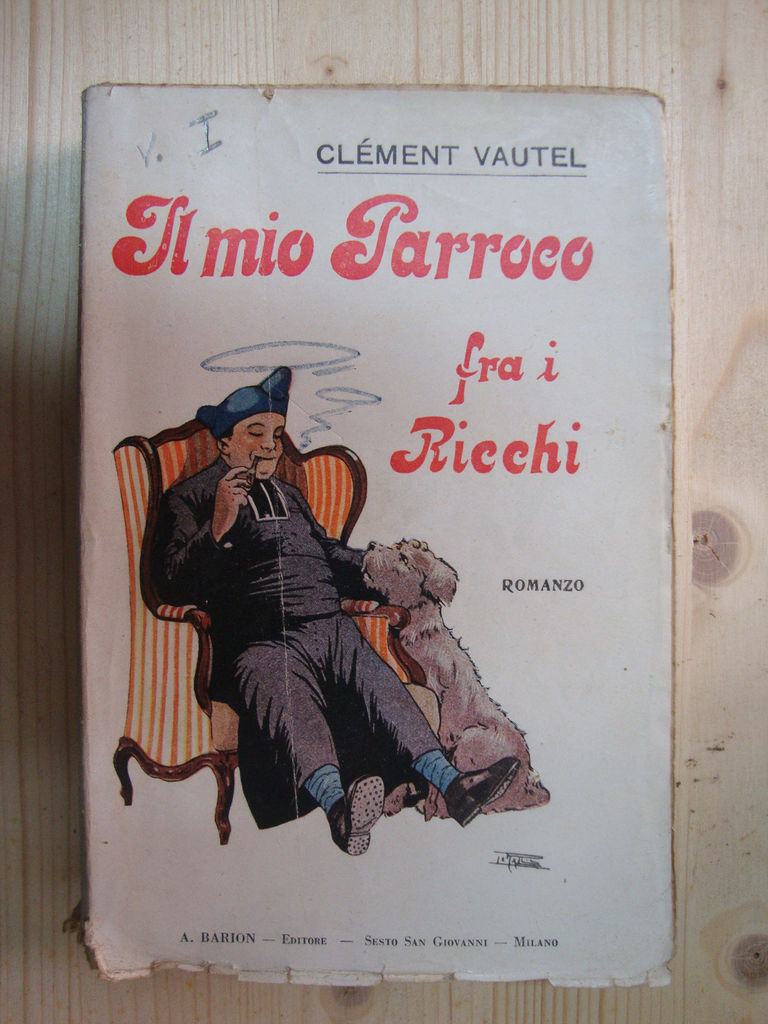 V. I
CLÉMENT VAUTEL
Il mio Parroco
fra i
Ricchi
ROMANZO
A. BARION — EDITORE — SESTO SAN GIOVANNI — MILANO